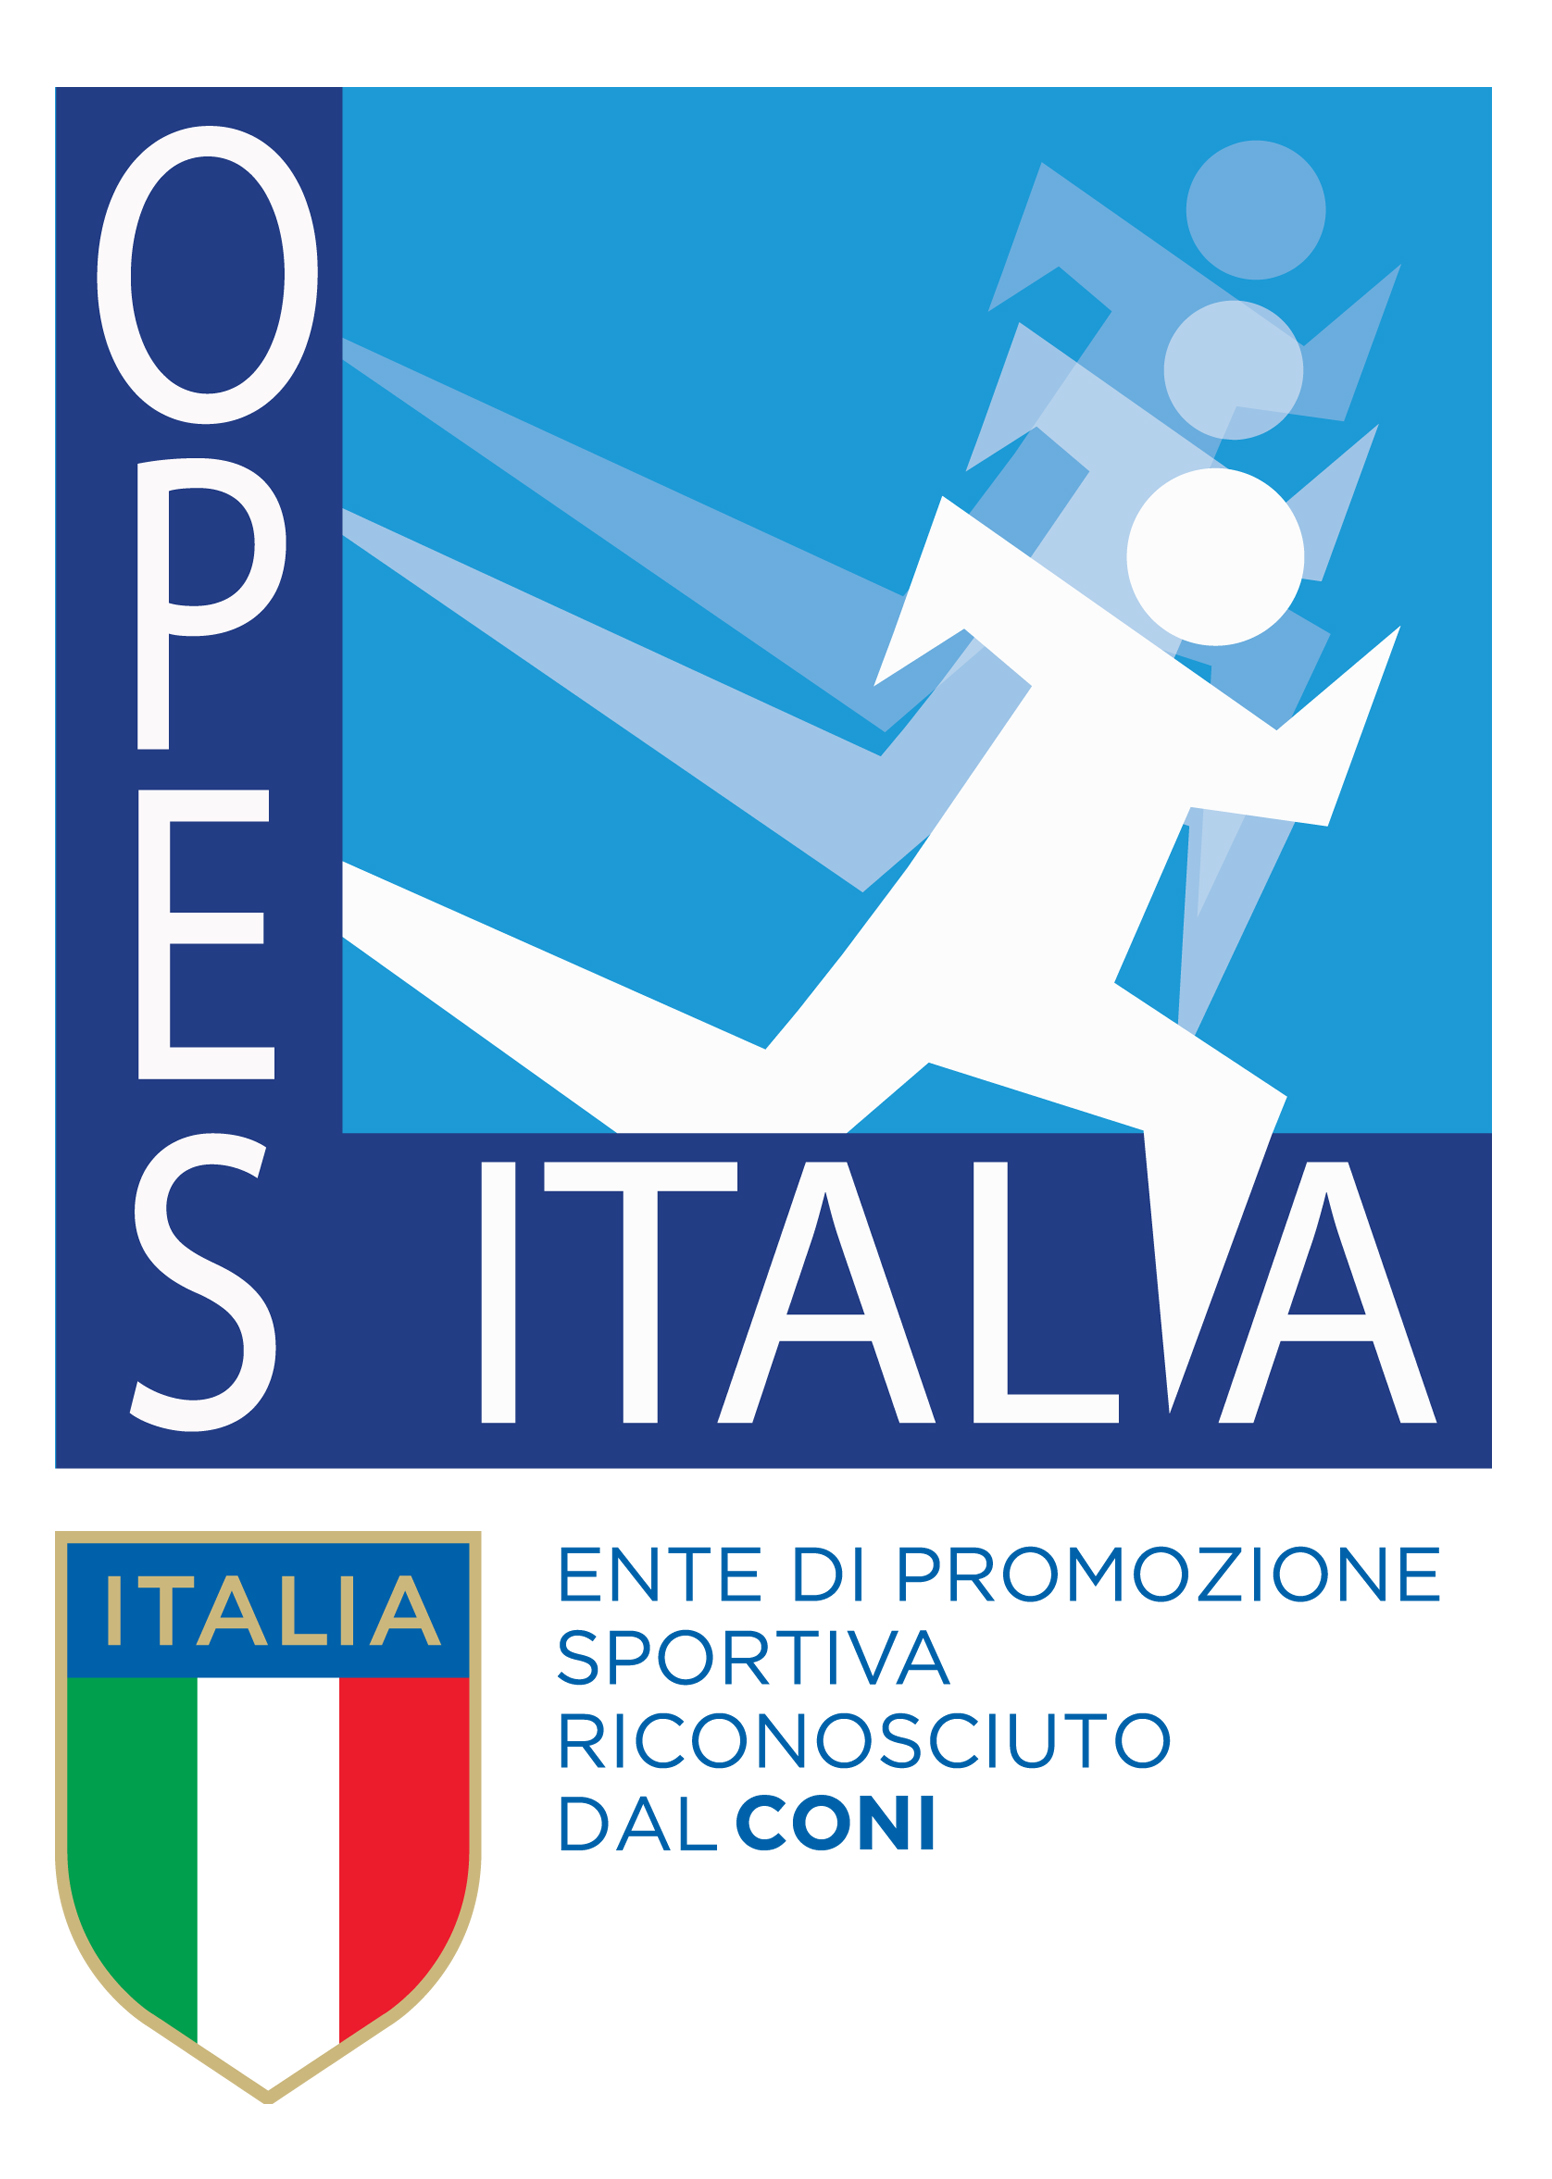 OPES
ITALIA
ITALIA
ENTE DI PROMOZIONE
SPORTIVA
RICONOSCIUTO
DAL CONI